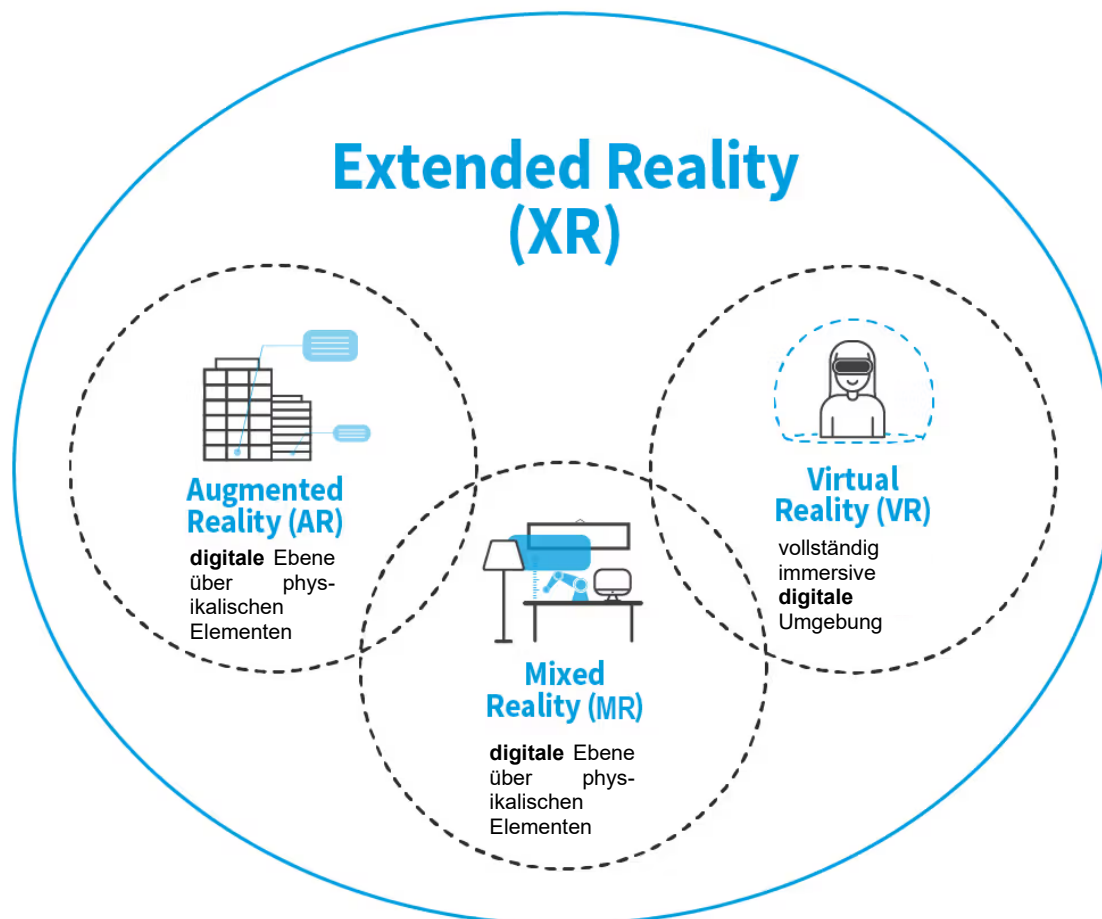 Extended Reality
(XR)
Augmented
Reality (AR)
digitale Ebene
über phys-
ikalischen
Elementen
Virtual
Reality (VR)
vollständig
immersive
digitale
Umgebung
Mixed
Reality (MR)
digitale Ebene
über phys-
ikalischen
Elementen